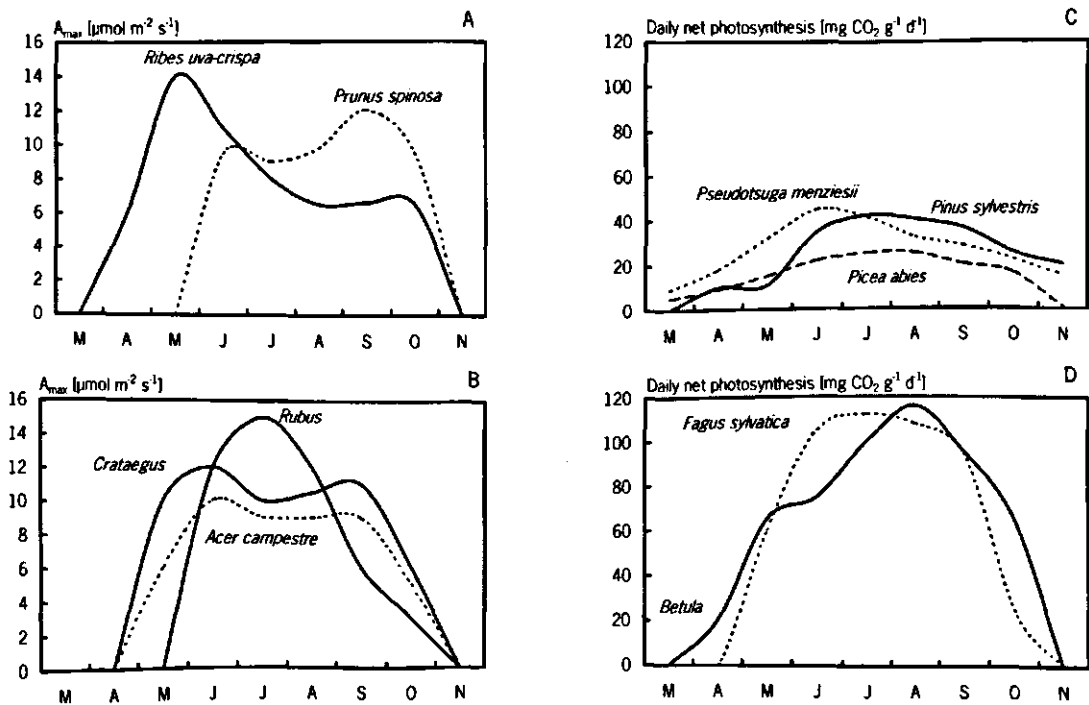 A
A_max [µmol m⁻² s⁻¹]
16
14
12
10
8
6
4
2
0
Ribes uva-crispa
Prunus spinosa
M A M J J A S O N
B
A_max [µmol m⁻² s⁻¹]
16
14
12
10
8
6
4
2
0
Rubus
Crataegus
Acer campestre
M A M J J A S O N
C
Daily net photosynthesis [mg CO₂ g⁻¹ d⁻¹]
120
100
80
60
40
20
0
Pseudotsuga menziesii
Pinus sylvestris
Picea abies
M A M J J A S O N
D
Daily net photosynthesis [mg CO₂ g⁻¹ d⁻¹]
120
100
80
60
40
20
0
Fagus sylvatica
Betula
M A M J J A S O N